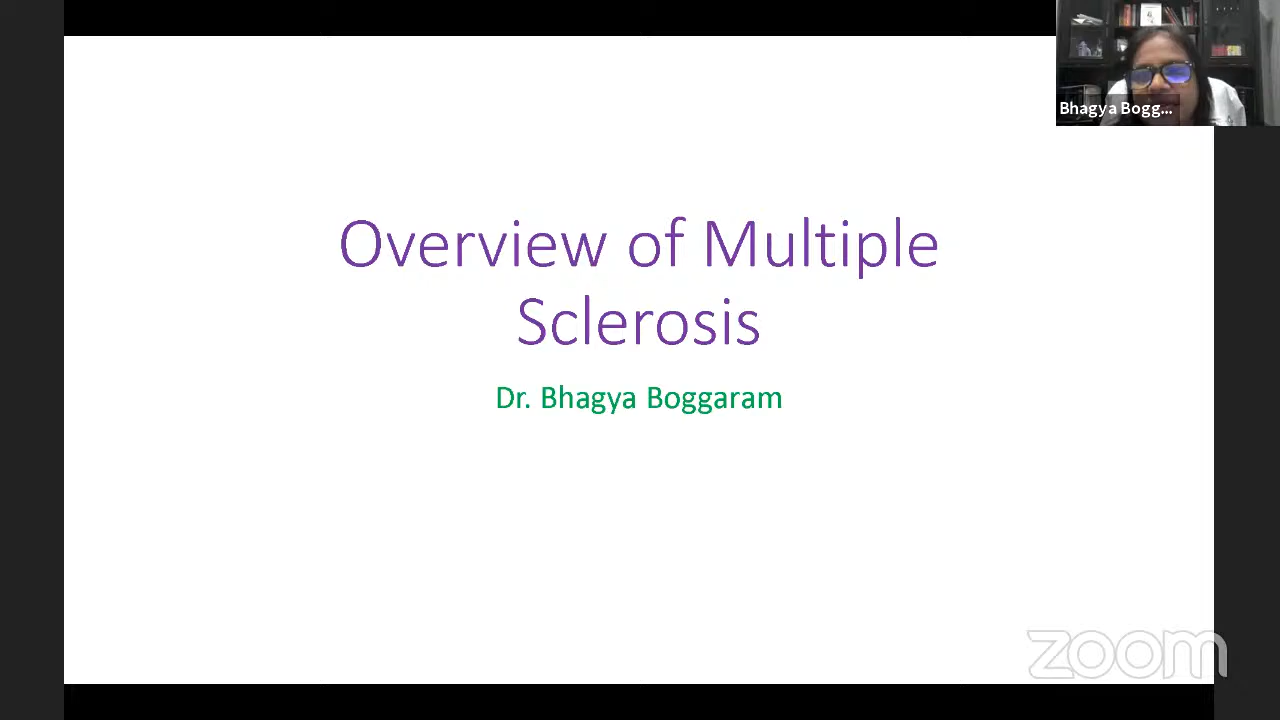 Bhagya Bogg...
Overview of Multiple
Sclerosis
Dr. Bhagya Boggaram
zoom